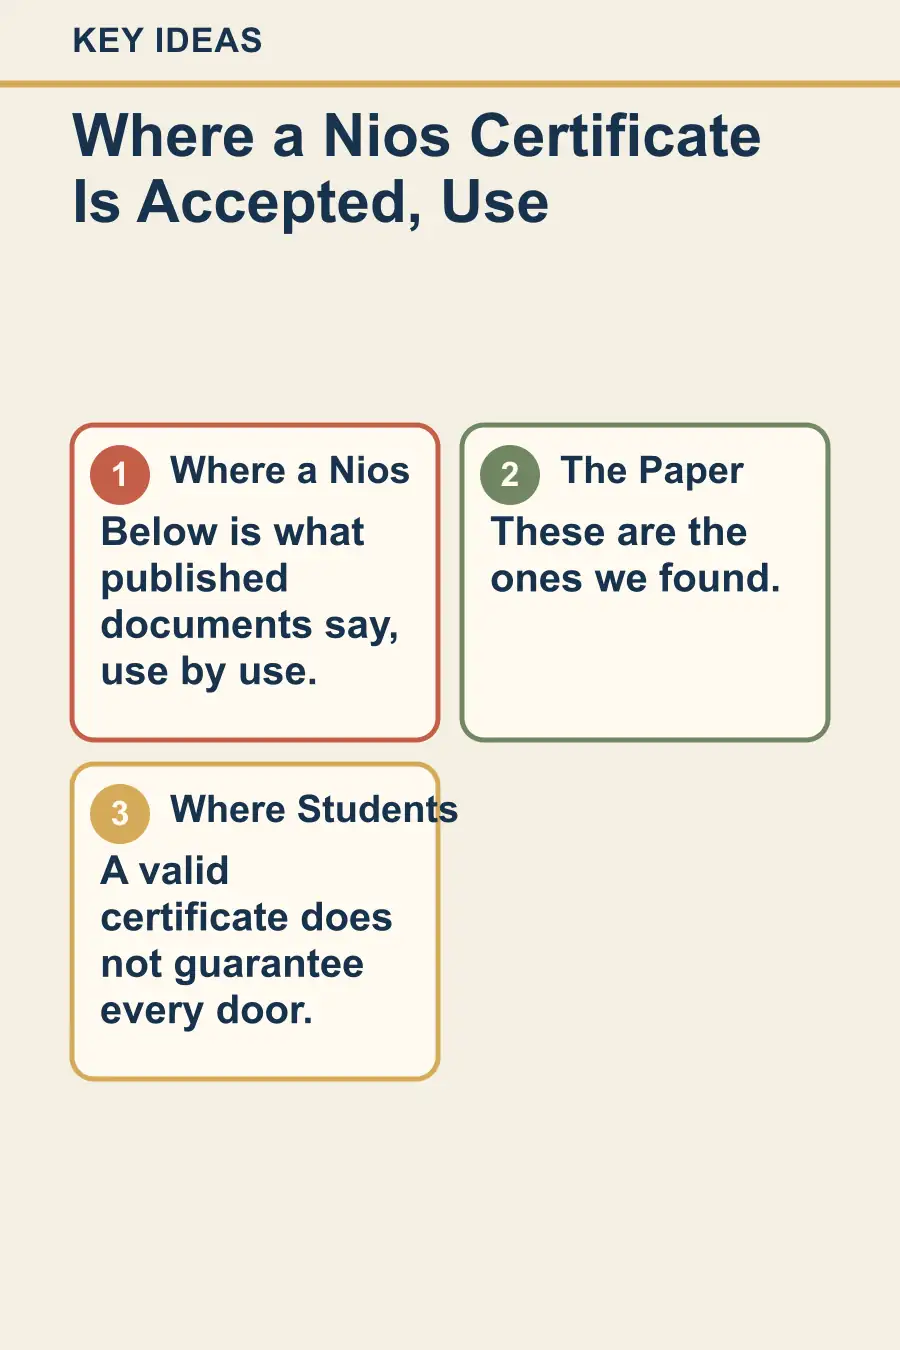 KEY IDEAS
Where a Nios Certificate
Is Accepted, Use
1 Where a Nios
Below is what
published
documents say,
use by use.
2 The Paper
These are the
ones we found.
3 Where Students
A valid
certificate does
not guarantee
every door.